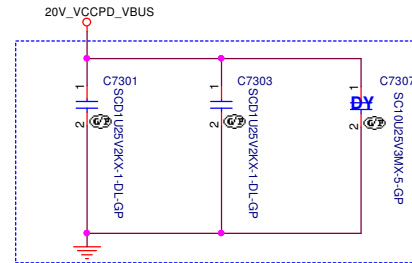 20V_VCCPD_VBUS
C7301
1
2
SCD1U25V2KX-1-DL-GP
G/P
C7303
1
2
SCD1U25V2KX-1-DL-GP
G/P
C7307
1
DY
2
SC10U25V3MX-5-GP
G/P